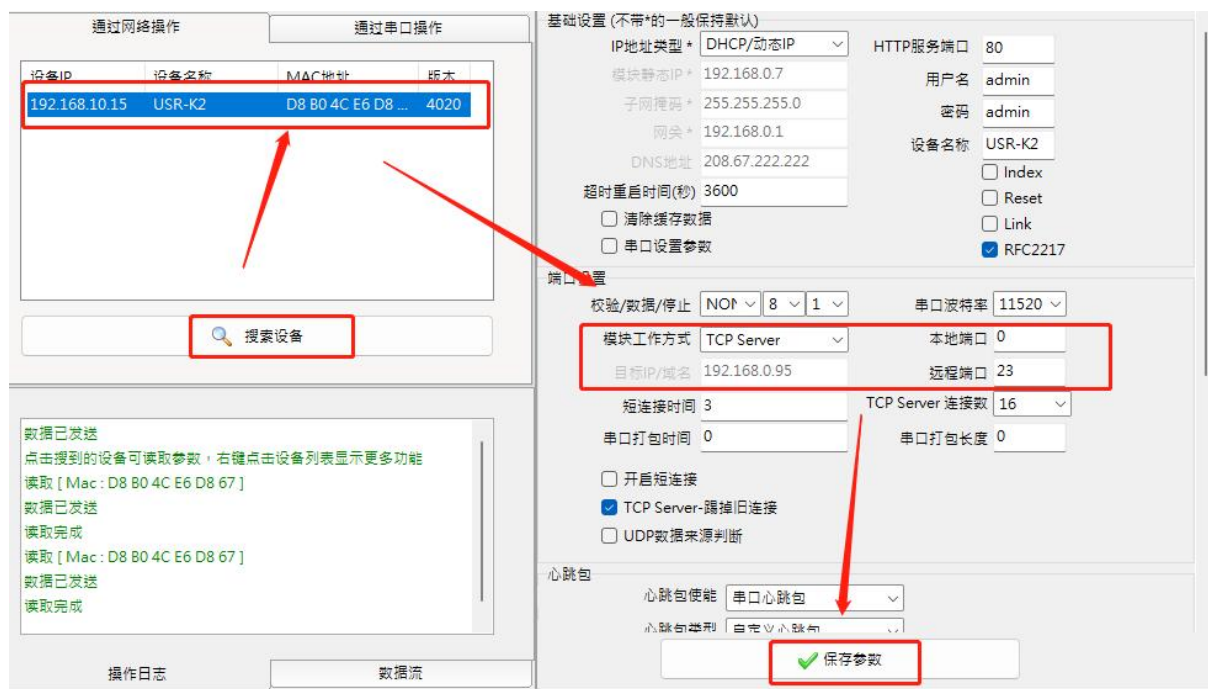 通过网络操作
通过串口操作
设备IP 设备名称 MAC地址 版本
192.168.10.15 USR-K2 D8 B0 4C E6 D8 ... 4020
搜索设备
数据已发送
点击搜到的设备可读取参数，右键点击设备列表显示更多功能
读取 [ Mac : D8 B0 4C E6 D8 67 ]
数据已发送
读取完成
读取 [ Mac : D8 B0 4C E6 D8 67 ]
数据已发送
读取完成
操作日志
数据流
基础设置 (不带*的一般保持默认)
IP地址类型 * DHCP/动态IP HTTP服务端口 80
模块静态IP * 192.168.0.7 用户名 admin
子网掩码 * 255.255.255.0 密码 admin
网关 * 192.168.0.1 设备名称 USR-K2
DNS地址 208.67.222.222 Index
超时重启时间(秒) 3600 Reset
清除缓存数据 Link
串口设置参数 RFC2217
端口设置
校验/数据/停止 NON 8 1 串口波特率 11520
模块工作方式 TCP Server 本地端口 0
目标IP/域名 192.168.0.95 远程端口 23
短连接时间 3 TCP Server 连接数 16
串口打包时间 0 串口打包长度 0
开启短连接
TCP Server-踢掉旧连接
UDP数据来源判断
心跳包
心跳包使能 串口心跳包
心跳包类型 自定义心跳包
保存参数